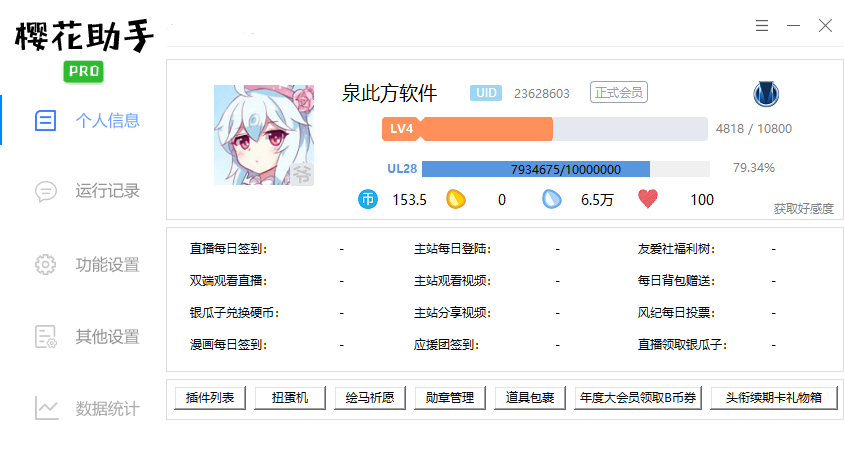 樱花助手
PRO
个人信息
运行记录
功能设置
其他设置
数据统计
泉此方软件 UID 23628603 正式会员
爷
LV4 4818 / 10800
UL28 7934675/10000000 79.34%
币 153.5 0 6.5万 100
获取好感度
直播每日签到： - 主站每日登陆： - 友爱社福利树： -
双端观看直播： - 主站观看视频： - 每日背包赠送： -
银瓜子兑换硬币： - 主站分享视频： - 风纪每日投票： -
漫画每日签到： - 应援团签到： - 直播领取银瓜子： -
插件列表 扭蛋机 绘马祈愿 勋章管理 道具包裹 年度大会员领取B币券 头衔续期卡礼物箱